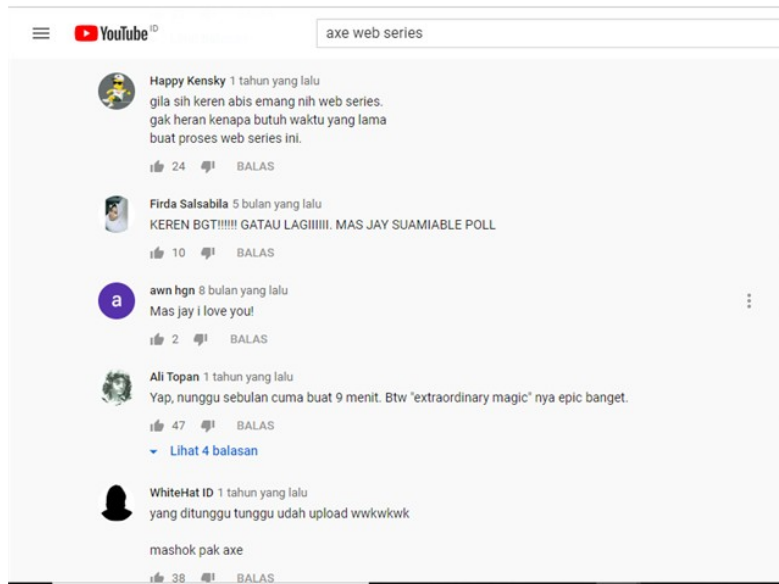 YouTube ID
axe web series
Happy Kensky 1 tahun yang lalu
gila sih keren abis emang nih web series.
gak heran kenapa butuh waktu yang lama
buat proses web series ini.
24 BALAS
Firda Salsabila 5 bulan yang lalu
KEREN BGT!!!!!! GATAU LAGIIIIII. MAS JAY SUAMIABLE POLL
10 BALAS
a
awn hgn 8 bulan yang lalu
Mas jay i love you!
2 BALAS
Ali Topan 1 tahun yang lalu
Yap, nunggu sebulan cuma buat 9 menit. Btw "extraordinary magic" nya epic banget.
47 BALAS
Lihat 4 balasan
WhiteHat ID 1 tahun yang lalu
yang ditunggu tunggu udah upload wwkwkwk
mashok pak axe
38 BALAS